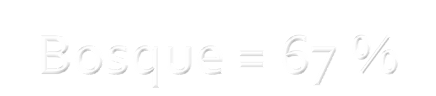 Bosque = 67 %